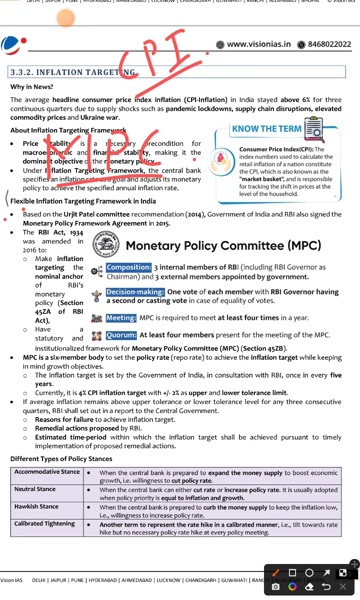 DELHI | JAIPUR | PUNE | HYDERABAD | AHMEDABAD | LUCKNOW | CHANDIGARH | GUWAHATI | RANCHI
www.visionias.in
8468022022
3.3.2. INFLATION TARGETING
CPI
Why in News?
The average headline consumer price index inflation (CPI-Inflation) in India stayed above 6% for three
continuous quarters due to supply shocks such as pandemic lockdowns, supply chain disruptions, elevated
commodity prices and Ukraine war.
About Inflation Targeting Framework
• Price stability is a necessary precondition for
macroeconomic and financial stability, making it the
dominant objective of monetary policy.
• Under Inflation Targeting Framework, the central bank
specifies an goal and adjusts its monetary
policy to achieve the specified annual inflation rate.
KNOW THE TERM
Consumer Price Index(CPI): The
index numbers used to calculate the
retail inflation of a nation constitute
the CPI, which is also known as the
"market basket", and is responsible
for tracking the shift in prices at the
level of the household.
Flexible Inflation Targeting Framework in India
• Based on the Urjit Patel committee recommendation (2014), Government of India and RBI also signed the
Monetary Policy Framework Agreement in 2015.
• The RBI Act, 1934
was amended in
2016 to:
o Make inflation
targeting the
nominal anchor
of RBI's
monetary
policy (Section
45ZA of RBI
Act),
o Have a
statutory and
institutionalized framework for Monetary Policy Committee (MPC) (Section 45ZB).
Monetary Policy Committee (MPC)
Composition: 3 internal members of RBI (including RBI Governor as
Chairman) and 3 external members appointed by government.
Decision-making: One vote of each member with RBI Governor having
a second or casting vote in case of equality of votes.
Meeting: MPC is required to meet at least four times in a year.
Quorum: At least four members present for the meeting of the MPC.
• MPC is a six-member body to set the policy rate (repo rate) to achieve the inflation target while keeping
in mind growth objectives.
o The inflation target is set by the Government of India, in consultation with RBI, once in every five
years.
o Currently, it is 4% CPI inflation target with +/- 2% as upper and lower tolerance limit.
• If average inflation remains above upper tolerance or lower tolerance level for any three consecutive
quarters, RBI shall set out in a report to the Central Government.
o Reasons for failure to achieve inflation target.
o Remedial actions proposed by RBI.
o Estimated time-period within which the inflation target shall be achieved pursuant to timely
implementation of proposed remedial actions.
Different Types of Policy Stances
Accommodative Stance • When the central bank is prepared to expand the money supply to boost economic
growth, i.e. willingness to cut policy rate.
Neutral Stance • When the central bank can either cut rate or increase policy rate. It is usually adopted
when policy priority is equal to inflation and growth.
Hawkish Stance • When the central bank is prepared to curb the money supply to keep the inflation low,
i.e., willingness to increase policy rate.
Calibrated Tightening • Another term to represent the rate hike in a calibrated manner, i.e., tilt towards rate
hike but no necessary policy rate hike at every policy meeting.
Vision IAS DELHI | JAIPUR | PUNE | HYDERABAD | AHMEDABAD | LUCKNOW | CHANDIGARH | GUWAHATI